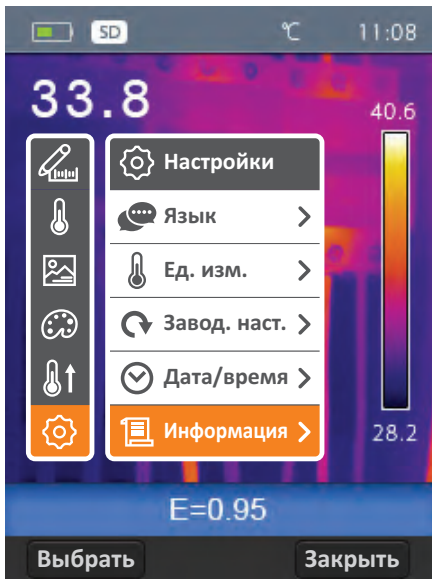 SD ℃ 11:08
33.8
40.6
Настройки
Язык
Ед. изм.
Завод. наст.
Дата/время
Информация
28.2
E=0.95
Выбрать Закрыть